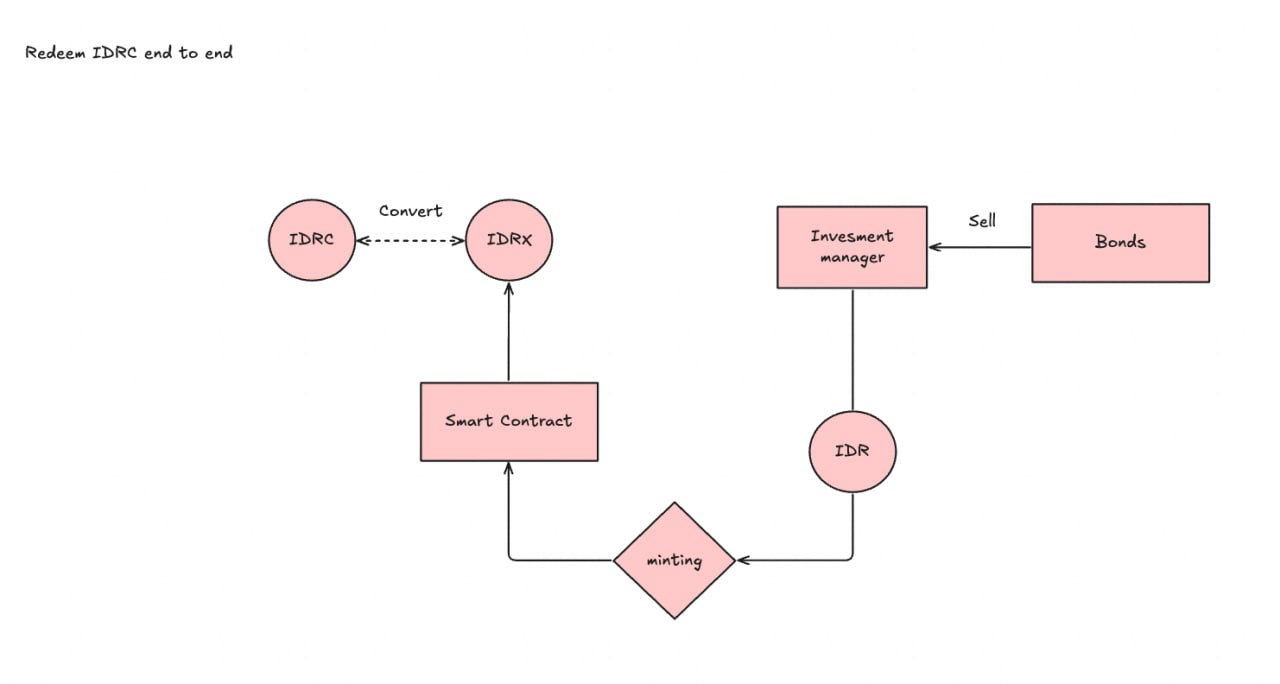 Redeem IDRC end to end
Convert
IDRC
IDRX
Sell
Invesment
manager
Bonds
Smart Contract
IDR
minting